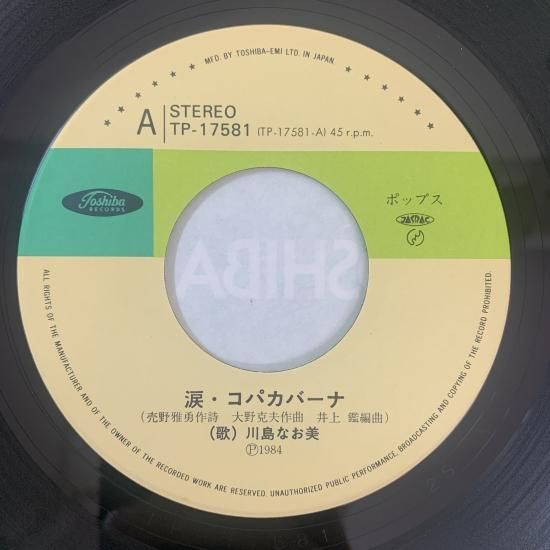 MFD. BY TOSHIBA-EMI LTD. IN JAPAN.
A
STEREO
TP-17581 (TP-17581-A) 45 r.p.m.
Toshiba
RECORDS
ポップス
JASRAC
SHIBA
涙・コパカバーナ
(売野雅勇作詩 大野克夫作曲 井上 鑑編曲)
(歌) 川島なお美
Ⓟ1984
ALL RIGHTS OF THE MANUFACTURER AND OF THE OWNER OF THE RECORDED WORK ARE RESERVED. UNAUTHORIZED PUBLIC PERFORMANCE, BROADCASTING AND COPYING OF THE RECORD PROHIBITED.